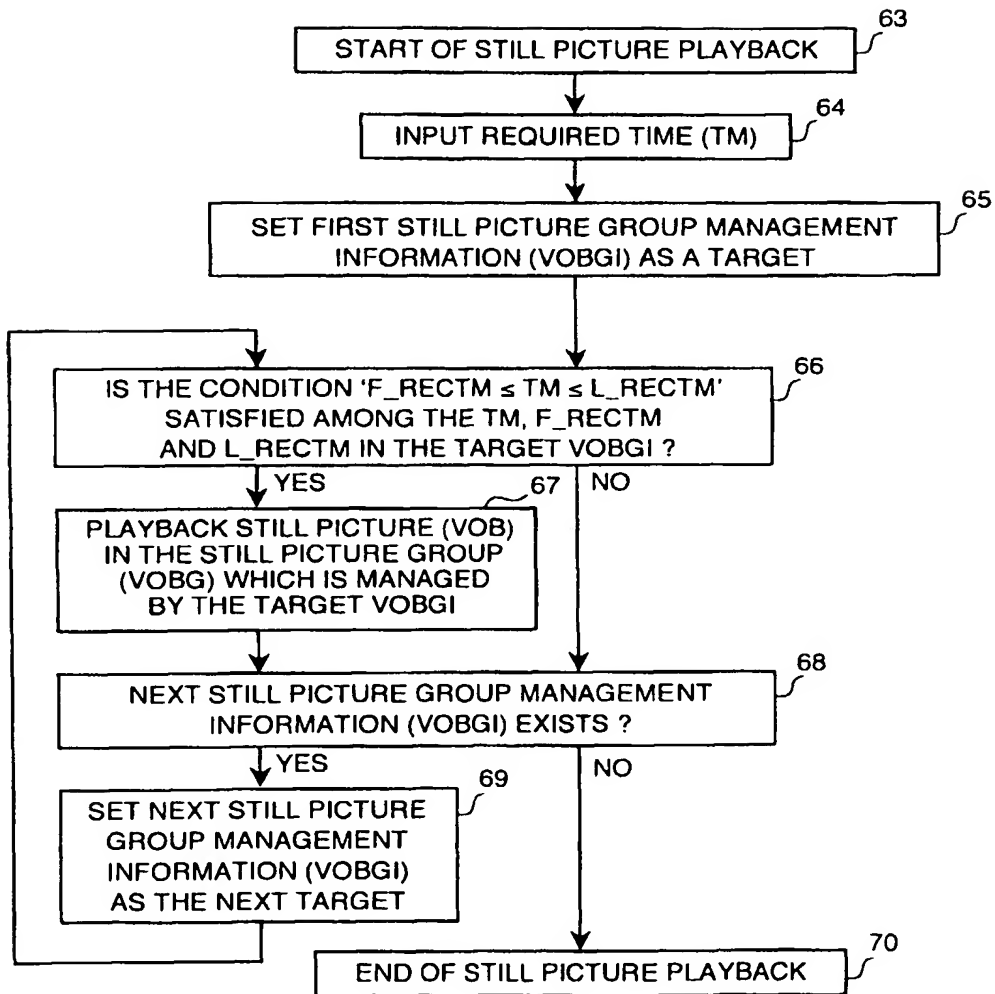 START OF STILL PICTURE PLAYBACK
63
INPUT REQUIRED TIME (TM)
64
SET FIRST STILL PICTURE GROUP MANAGEMENT
INFORMATION (VOBGI) AS A TARGET
65
IS THE CONDITION 'F_RECTM ≤ TM ≤ L_RECTM'
SATISFIED AMONG THE TM, F_RECTM
AND L_RECTM IN THE TARGET VOBGI ?
66
YES
NO
67
PLAYBACK STILL PICTURE (VOB)
IN THE STILL PICTURE GROUP
(VOBG) WHICH IS MANAGED
BY THE TARGET VOBGI
68
NEXT STILL PICTURE GROUP MANAGEMENT
INFORMATION (VOBGI) EXISTS ?
YES
NO
69
SET NEXT STILL PICTURE
GROUP MANAGEMENT
INFORMATION (VOBGI)
AS THE NEXT TARGET
70
END OF STILL PICTURE PLAYBACK